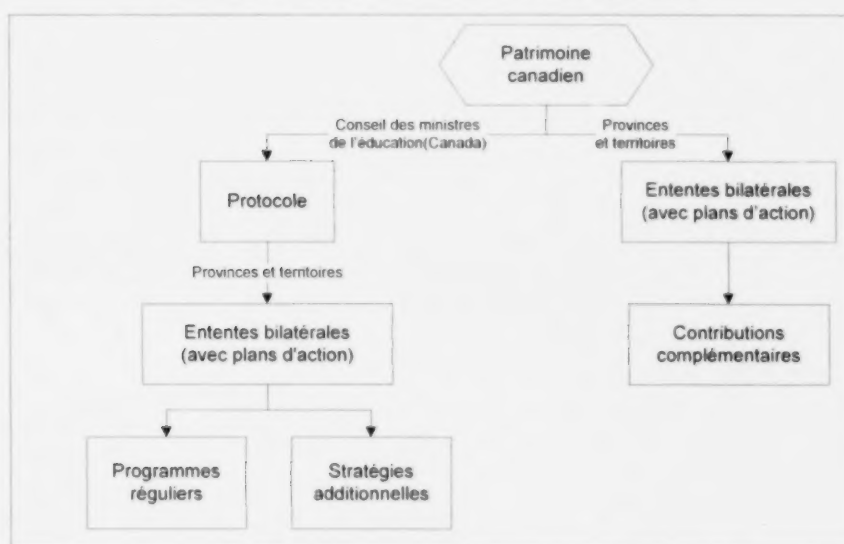 Patrimoine
canadien
Conseil des ministres
de l'éducation(Canada)
Provinces
et territoires
Protocole
Ententes bilatérales
(avec plans d'action)
Provinces et territoires
Ententes bilatérales
(avec plans d'action)
Contributions
complémentaires
Programmes
réguliers
Stratégies
additionnelles